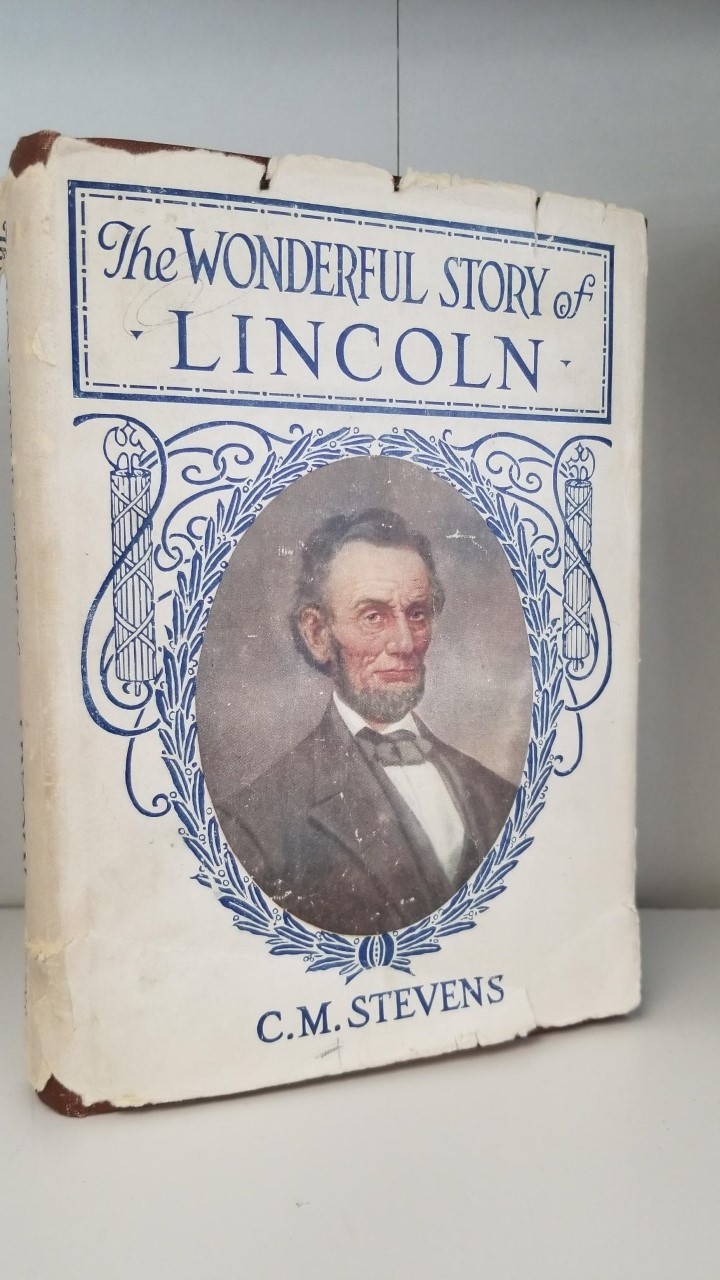 The WONDERFUL STORY of
LINCOLN
C.M. STEVENS